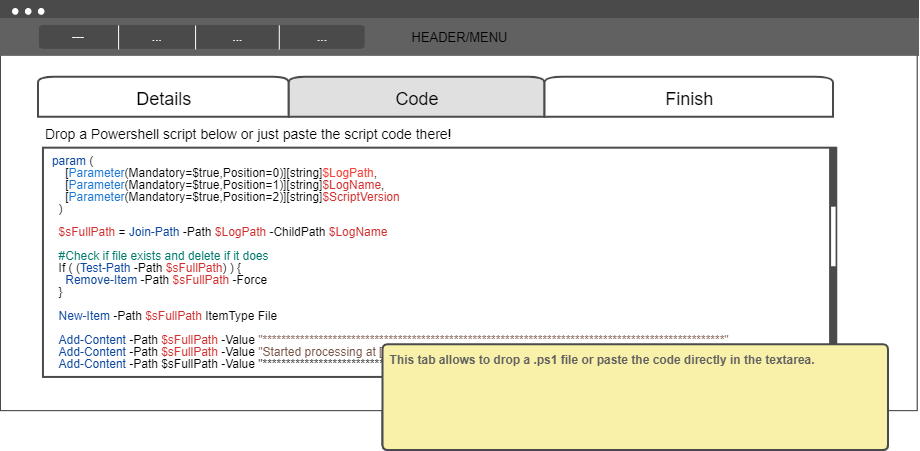 — ... ... ... HEADER/MENU
Details Code Finish
Drop a Powershell script below or just paste the script code there!
param (
[Parameter(Mandatory=$true,Position=0)][string]$LogPath,
[Parameter(Mandatory=$true,Position=1)][string]$LogName,
[Parameter(Mandatory=$true,Position=2)][string]$ScriptVersion
)
$sFullPath = Join-Path -Path $LogPath -ChildPath $LogName
#Check if file exists and delete if it does
If ( (Test-Path -Path $sFullPath) ) {
Remove-Item -Path $sFullPath -Force
}
New-Item -Path $sFullPath ItemType File
Add-Content -Path $sFullPath -Value "***************************************************************************************************"
Add-Content -Path $sFullPath -Value "Started processing at [
Add-Content -Path $sFullPath -Value "**************************
This tab allows to drop a .ps1 file or paste the code directly in the textarea.